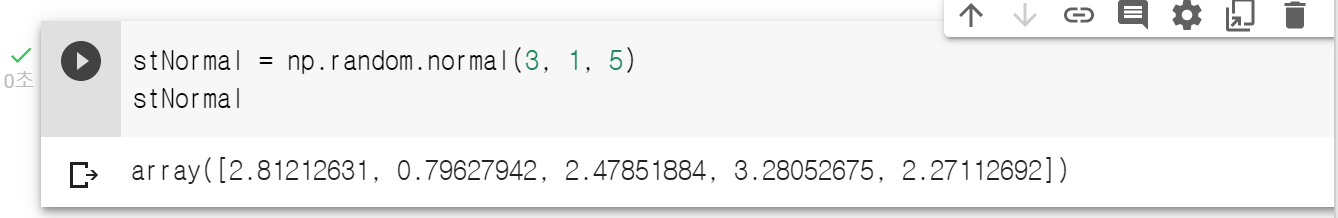 stNormal = np.random.normal(3, 1, 5)
0초
stNormal
array([2.81212631, 0.79627942, 2.47851884, 3.28052675, 2.27112692])